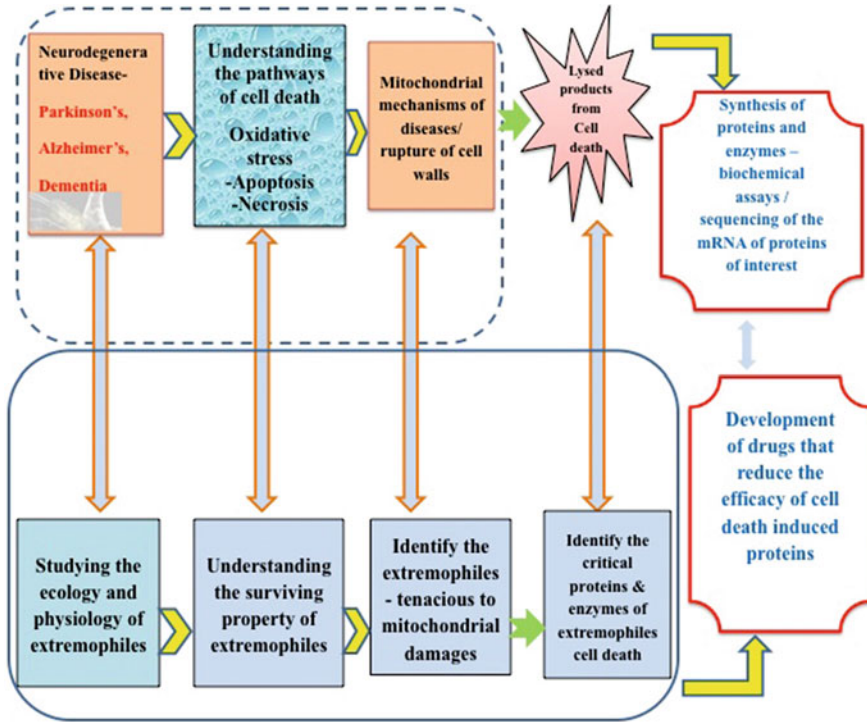 Neurodegenera
tive Disease-
Parkinson's,
Alzheimer's,
Dementia
Understanding
the pathways
of cell death
Oxidative
stress
-Apoptosis
-Necrosis
Mitochondrial
mechanisms of
diseases/
rupture of cell
walls
Lysed
products
from
Cell
death
Synthesis of
proteins and
enzymes –
biochemical
assays /
sequencing of the
mRNA of proteins
of interest
Studying the
ecology and
physiology of
extremophiles
Understanding
the surviving
property of
extremophiles
Identify the
extremophiles
- tenacious to
mitochondrial
damages
Identify the
critical
proteins &
enzymes of
extremophiles
cell death
Development
of drugs that
reduce the
efficacy of cell
death induced
proteins